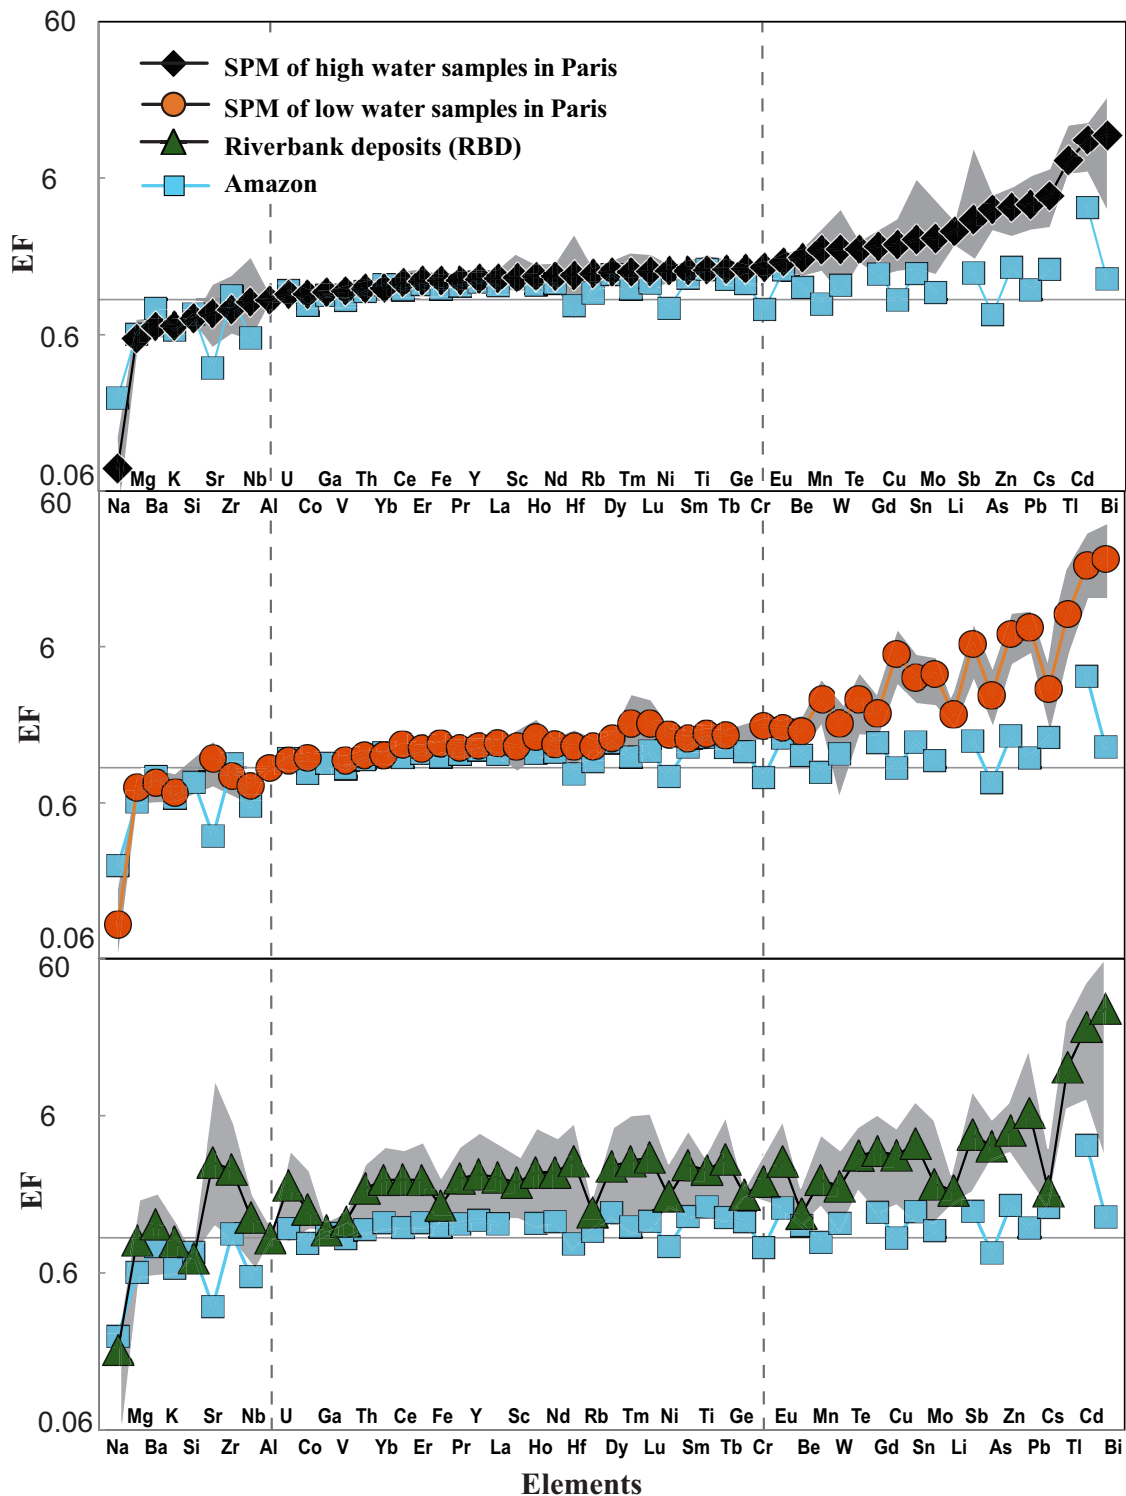 60
SPM of high water samples in Paris
SPM of low water samples in Paris
Riverbank deposits (RBD)
Amazon
6
EF
0.6
0.06
Mg K Sr Nb U Ga Th Ce Fe Y Sc Nd Rb Tm Ni Ti Ge Eu Mn Te Cu Mo Sb Zn Cs Cd
Na Ba Si Zr Al Co V Yb Er Pr La Ho Hf Dy Lu Sm Tb Cr Be W Gd Sn Li As Pb Tl Bi
60
6
EF
0.6
0.06
60
6
EF
0.6
0.06
Mg K Sr Nb U Ga Th Ce Fe Y Sc Nd Rb Tm Ni Ti Ge Eu Mn Te Cu Mo Sb Zn Cs Cd
Na Ba Si Zr Al Co V Yb Er Pr La Ho Hf Dy Lu Sm Tb Cr Be W Gd Sn Li As Pb Tl Bi
Elements